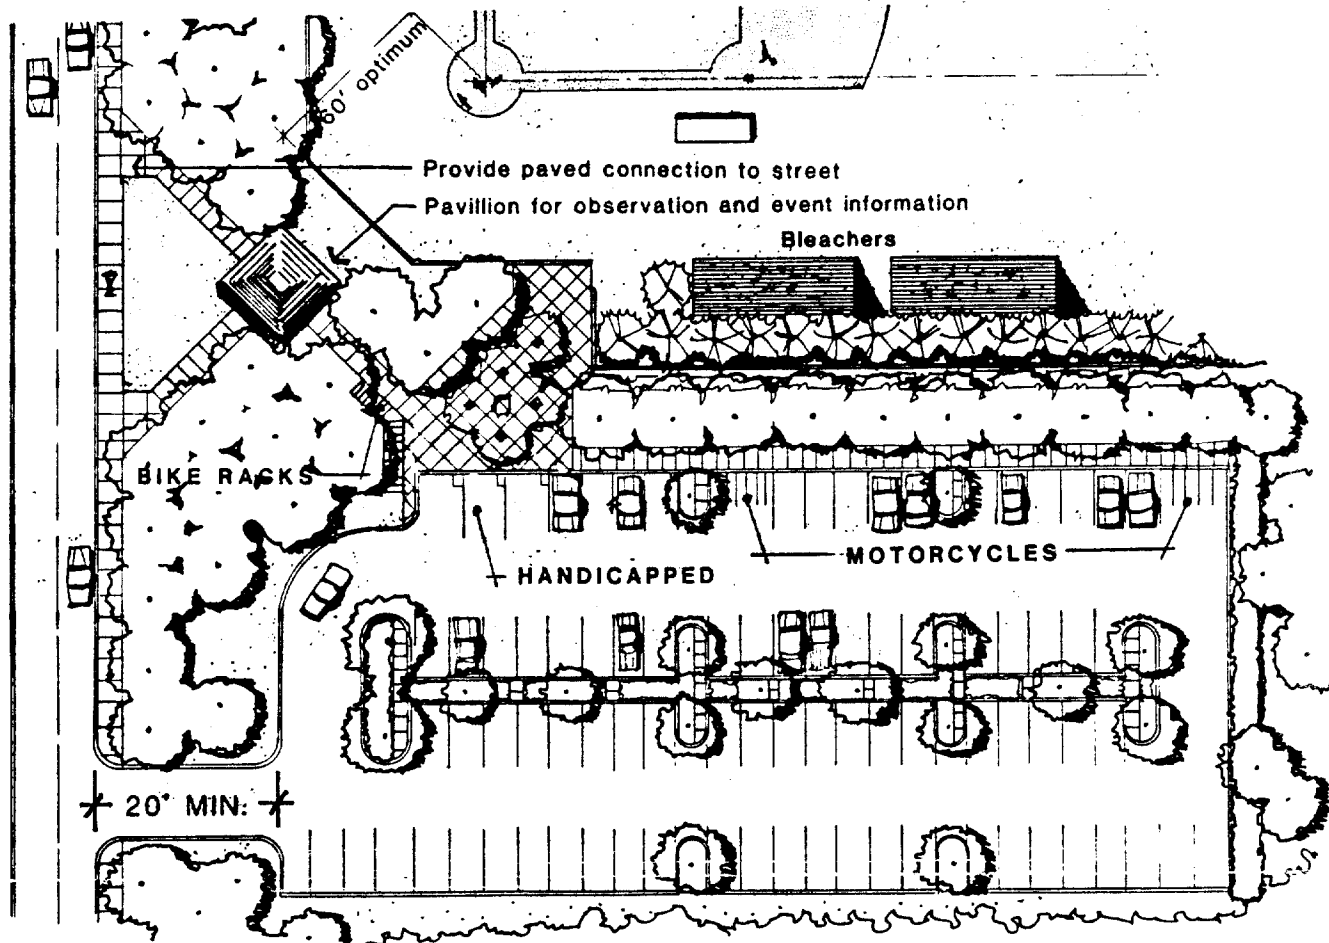 60' optimum
Provide paved connection to street
Pavillion for observation and event information
Bleachers
BIKE RACKS
MOTORCYCLES
HANDICAPPED
20' MIN.